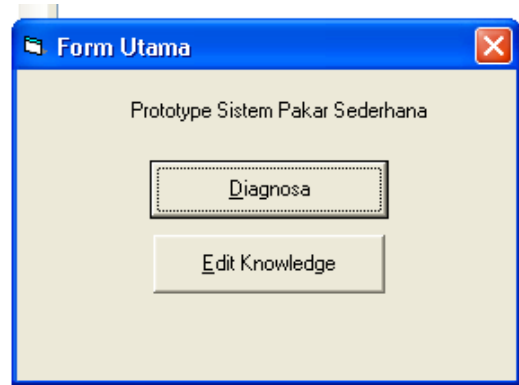 Form Utama
Prototype Sistem Pakar Sederhana
Diagnosa
Edit Knowledge